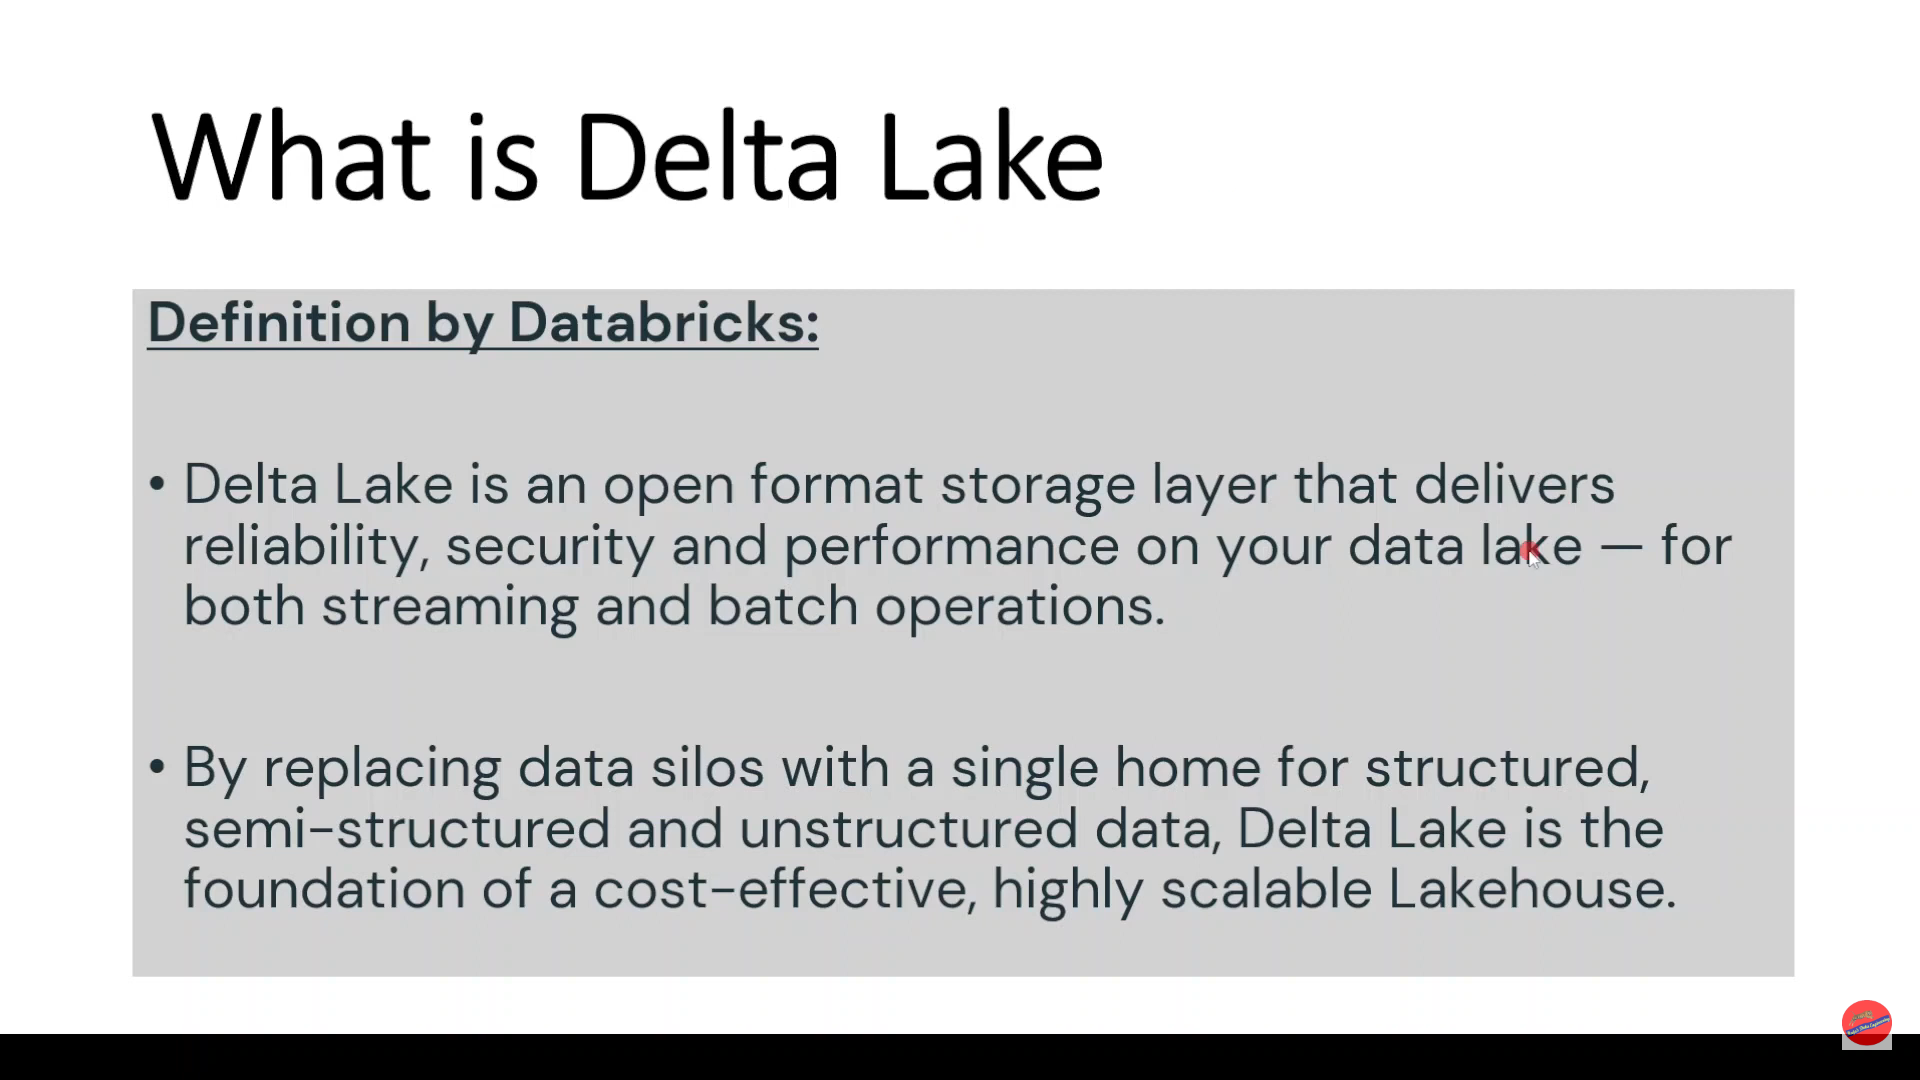 What is Delta Lake
Definition by Databricks:
• Delta Lake is an open format storage layer that delivers
reliability, security and performance on your data lake — for
both streaming and batch operations.
• By replacing data silos with a single home for structured,
semi-structured and unstructured data, Delta Lake is the
foundation of a cost-effective, highly scalable Lakehouse.